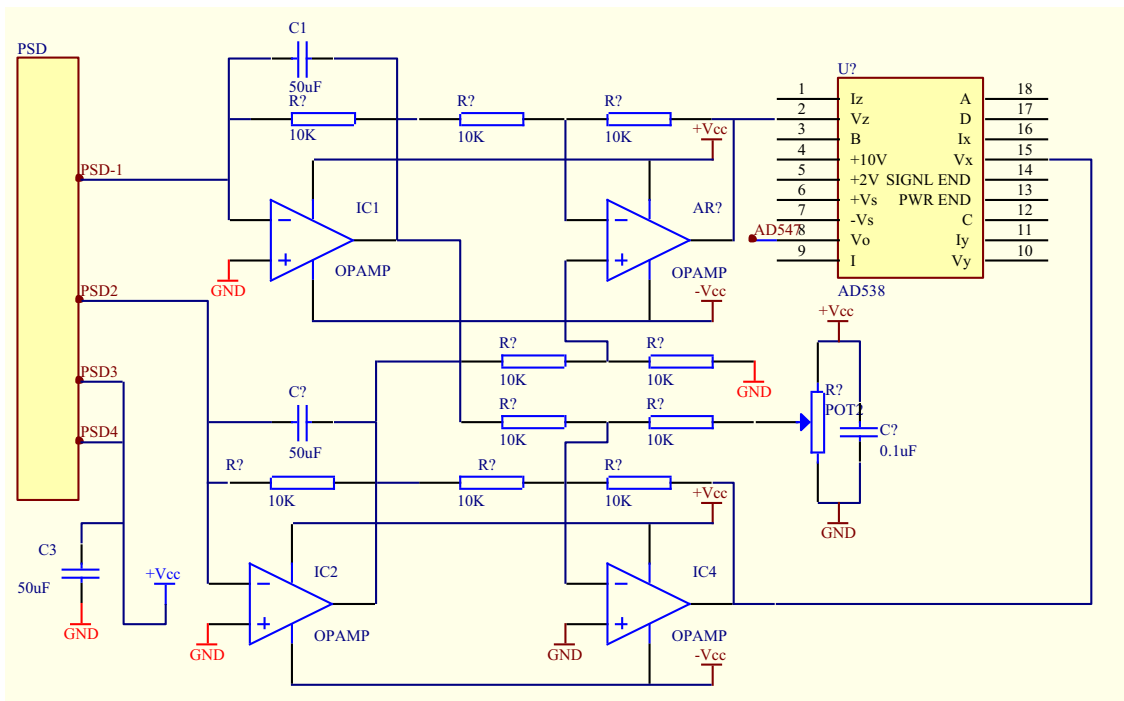 PSD
PSD-1
PSD2
PSD3
PSD4
C3
50uF
GND
+Vcc
C1
50uF
R?
10K
R?
10K
R?
10K
+Vcc
IC1
OPAMP
GND
AR?
OPAMP
-Vcc
R?
10K
R?
10K
GND
R?
10K
R?
10K
C?
50uF
R?
10K
R?
10K
R?
10K
+Vcc
IC2
OPAMP
GND
IC4
OPAMP
GND
-Vcc
U?
1 Iz A 18
2 Vz D 17
3 B Ix 16
4 +10V Vx 15
5 +2V SIGNL END 14
6 +Vs PWR END 13
7 -Vs C 12
AD547
8 Vo Iy 11
9 I Vy 10
AD538
+Vcc
R?
POT2
C?
0.1uF
GND